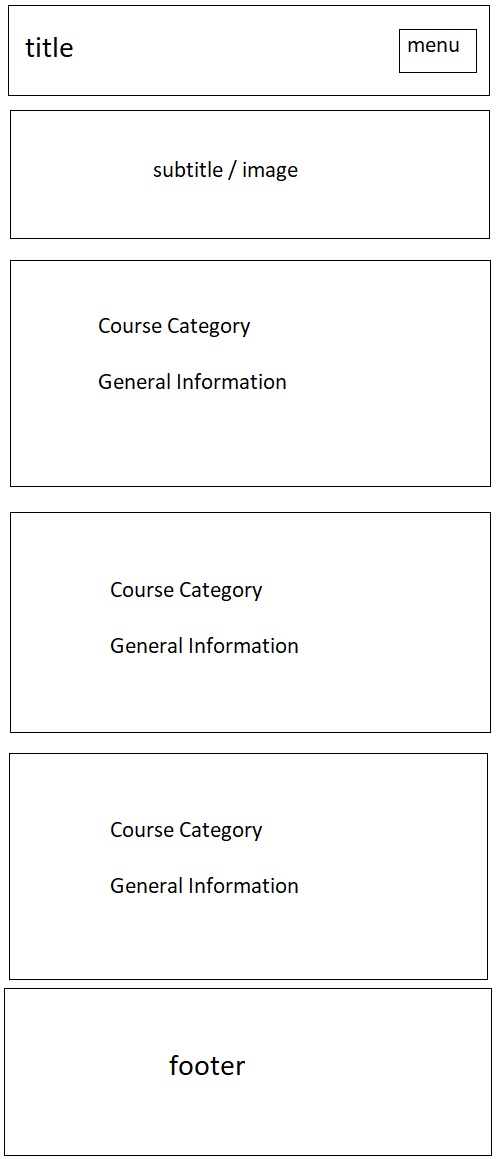 title
menu
subtitle / image
Course Category
General Information
Course Category
General Information
Course Category
General Information
footer